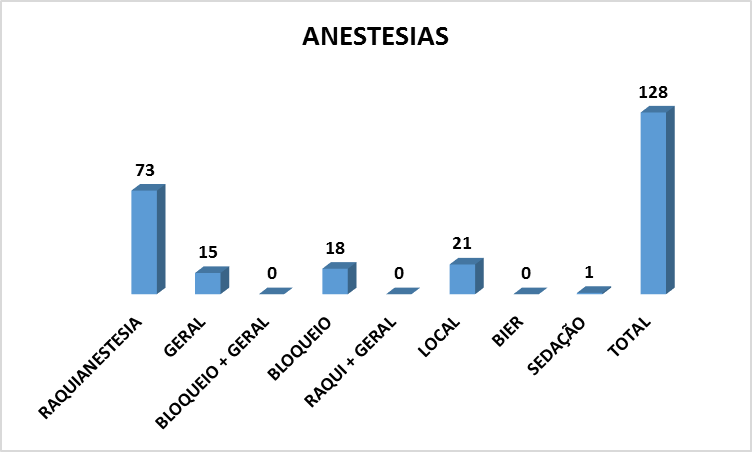 ANESTESIAS
73
15
0
18
0
21
0
1
128
RAQUIANESTESIA
GERAL
BLOQUEIO + GERAL
BLOQUEIO
RAQUI + GERAL
LOCAL
BIER
SEDAÇÃO
TOTAL